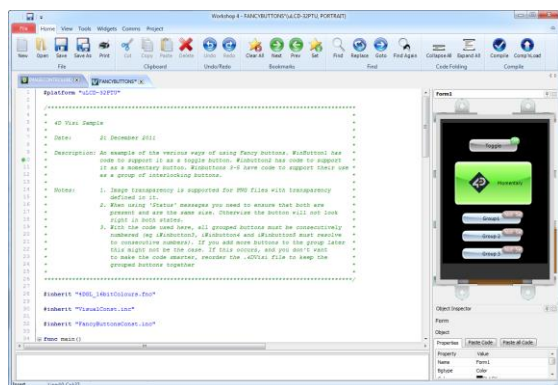 Workshop 4 - FANCYBUTTONS*(uLCD-32PTU, PORTRAIT)
File Home View Tools Widgets Comms Project
New Open Save Save As Print Cut Copy Paste Delete Undo Redo Clear All Next Prev Set Find Replace Goto Find Again Collapse All Expand All Compile
File Clipboard Undo/Redo Bookmarks Find Code Folding Compile
FANCYBUTTONS*
#platform "uLCD-32PTU"
4D Visi Sample
Date: 2 December 2011
Description: An example of the various ways of using Fancy buttons. WinButton1 has
code to support it as a toggle button. Winbutton2 has code to support
it as a momentary button. Winbuttons 3-5 have code to support their use
as a group of interlocking buttons.
Notes: 1. Image transparency is supported for PNG files with transparency
defined in it.
2. When using 'Status' messages you need to ensure that both are
present and are the same size. Otherwise the button will not look
right in both states.
3. With the code used here, all grouped buttons must be consecutively
numbered (eg iWinbutton3, iWinbutton4 and iWinbutton5 must resolve
to consecutive numbers). If you add more buttons to the group later
this might not be the case. If this occurs, and you don't want
to make the code smarter, reorder the .4DVisi file to keep the
grouped buttons together
#inherit "4DGL_16bitColours.fnc"
#inherit "VisualConst.inc"
#inherit "FancyButtonsConst.inc"
func main()
Form1
Toggle
Momentary
Group1
Group 2
Group 3
Object Inspector
Form
Object
Properties Paste Code Paste all Code
Property Value
Name Form1
Bgtype Color